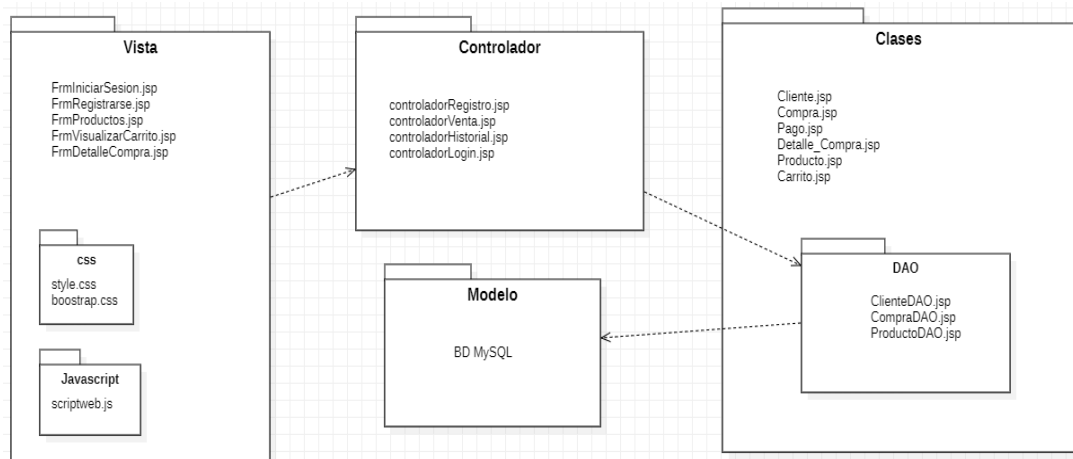 Vista
FrmIniciarSesion.jsp
FrmRegistrarse.jsp
FrmProductos.jsp
FrmVisualizarCarrito.jsp
FrmDetalleCompra.jsp
css
style.css
boostrap.css
Javascript
scriptweb.js
Controlador
controladorRegistro.jsp
controladorVenta.jsp
controladorHistorial.jsp
controladorLogin.jsp
Modelo
BD MySQL
Clases
Cliente.jsp
Compra.jsp
Pago.jsp
Detalle_Compra.jsp
Producto.jsp
Carrito.jsp
DAO
ClienteDAO.jsp
CompraDAO.jsp
ProductoDAO.jsp